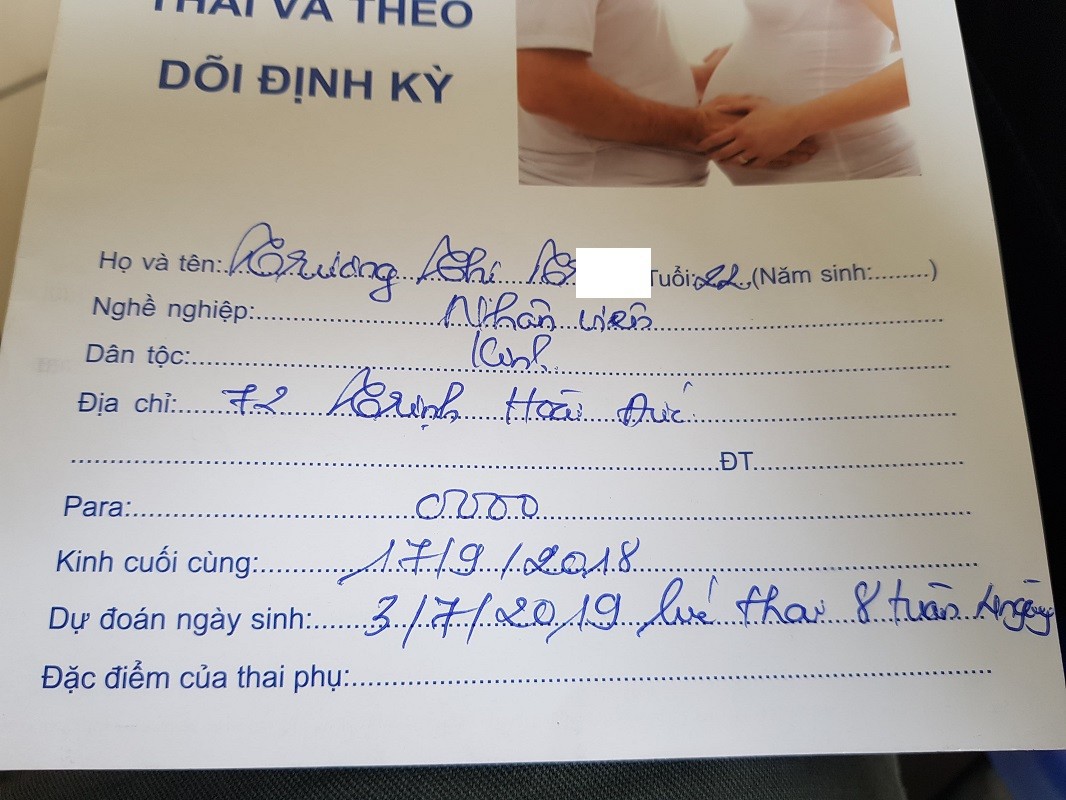 THAI VÀ THEO
DÕI ĐỊNH KỲ
Họ và tên: Trương Thị Tuổi: 22 (Năm sinh:.........)
Nghề nghiệp: Nhân viên
Dân tộc: Kinh
Địa chỉ: 72 Trịnh Hoài Đức
ĐT
Para: 0000
Kinh cuối cùng: 17/9/2018
Dự đoán ngày sinh: 3/7/2019 thai 8 tuần ngày
Đặc điểm của thai phụ: